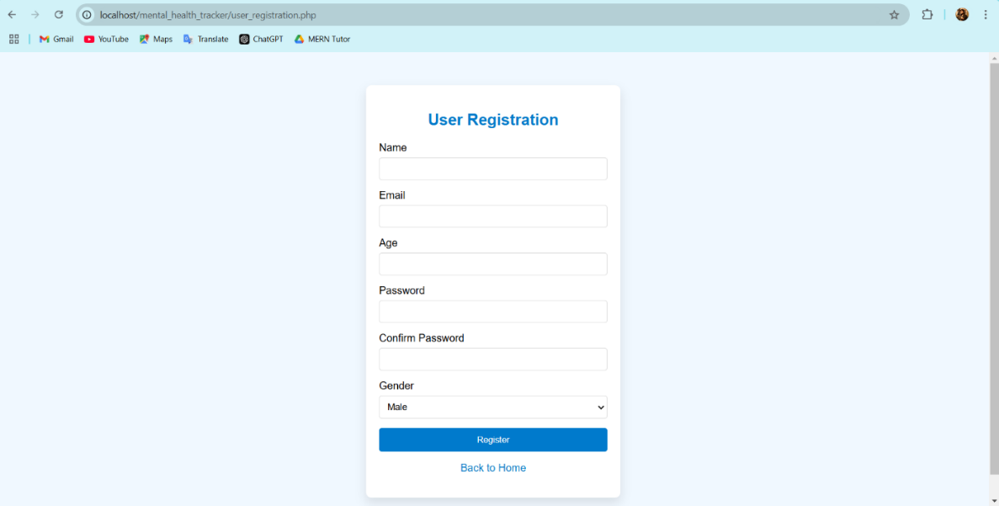 localhost/mental_health_tracker/user_registration.php
Gmail YouTube Maps Translate ChatGPT MERN Tutor
User Registration
Name
Email
Age
Password
Confirm Password
Gender
Male
Register
Back to Home